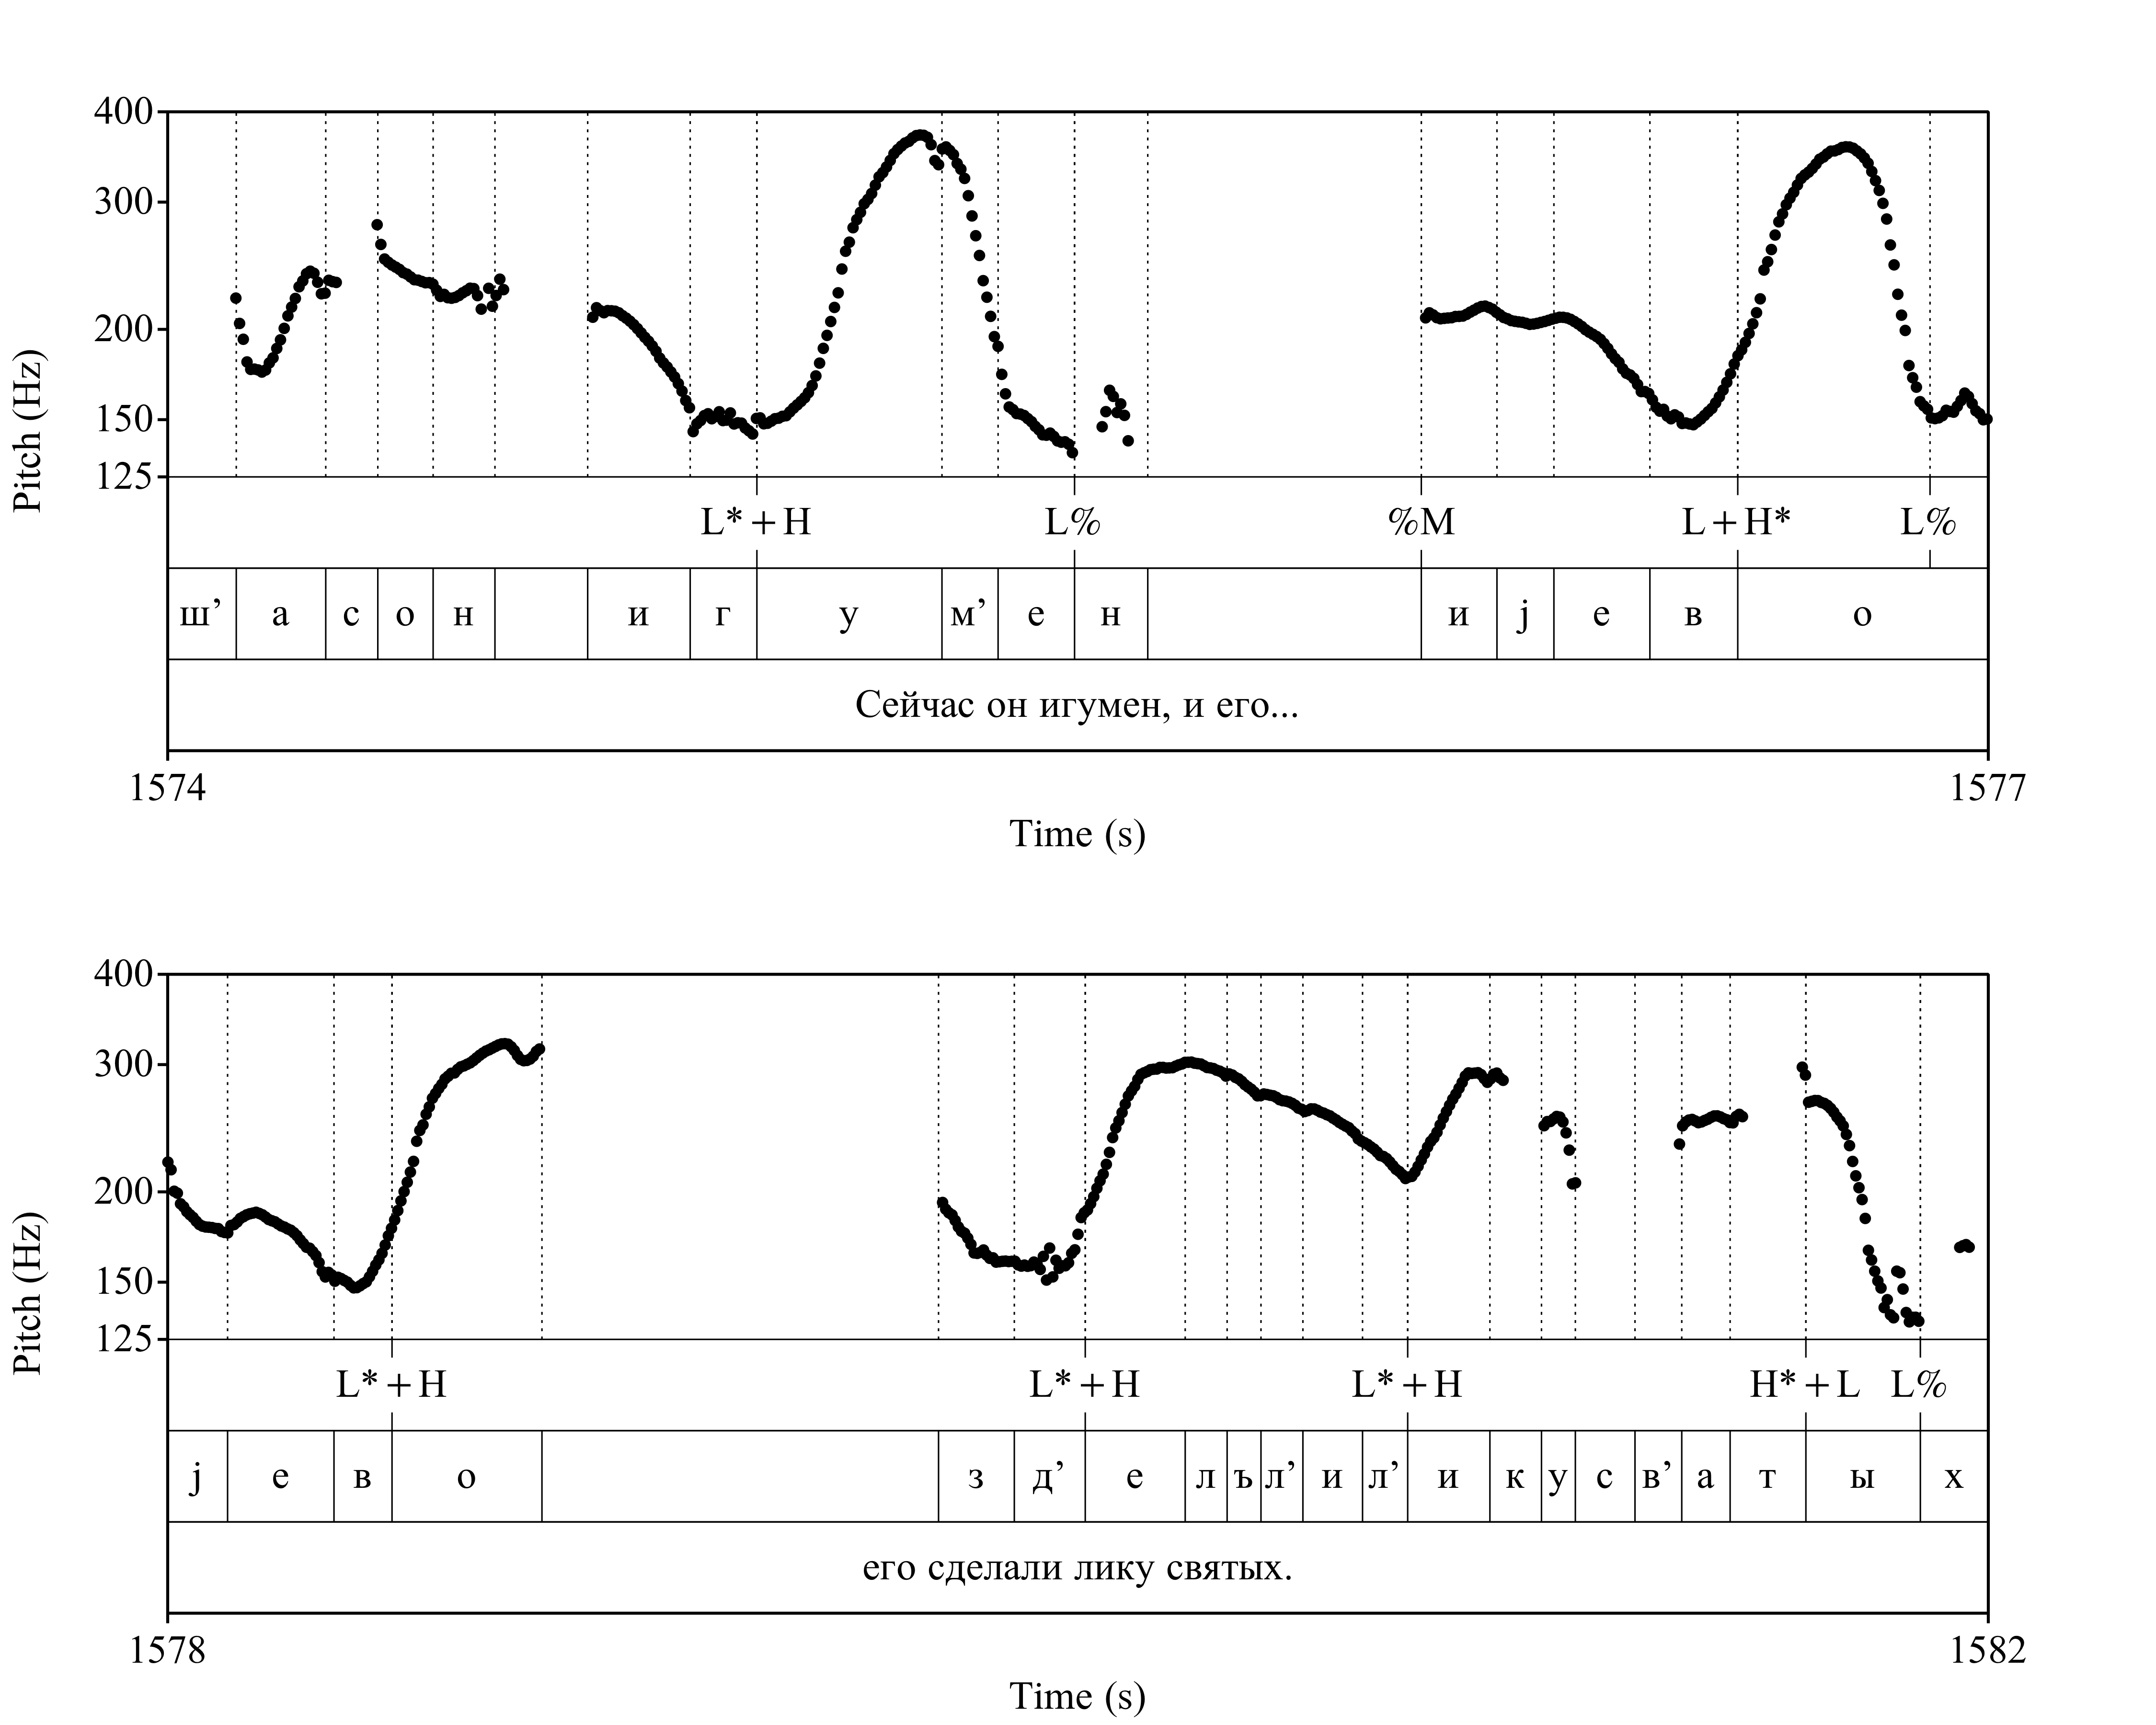 400
300
200
150
125
Pitch (Hz)
L*+H L% %M L+H* L%
ш’ а с о н и г у м’ е н и ј е в о
Сейчас он игумен, и его...
1574 1577
Time (s)
400
300
200
150
125
Pitch (Hz)
L*+H L*+H L*+H H*+L L%
ј е в о з д’ е л ъ л’ и л’ и к у с в’ а т ы х
его сделали лику святых.
1578 1582
Time (s)